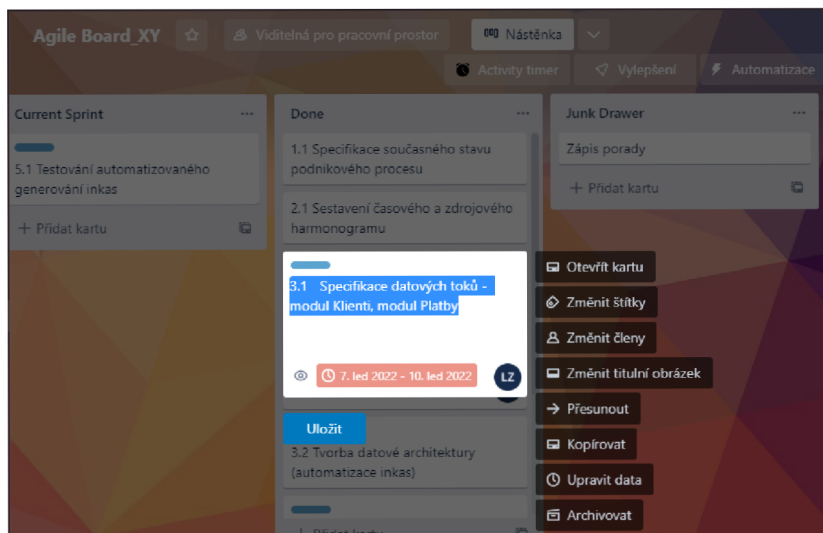 Agile Board_XY
Viditelná pro pracovní prostor
Nástěnka
Activity timer
Vylepšení
Automatizace
Current Sprint
5.1 Testování automatizovaného
generování inkas
+ Přidat kartu
Done
1.1 Specifikace současného stavu
podnikového procesu
2.1 Sestavení časového a zdrojového
harmonogramu
3.1 Specifikace datových toků -
modul Klienti, modul Platby
7. led 2022 - 10. led 2022
LZ
Uložit
3.2 Tvorba datové architektury
(automatizace inkas)
+ Přidat kartu
Junk Drawer
Zápis porady
+ Přidat kartu
Otevřít kartu
Změnit štítky
Změnit členy
Změnit titulní obrázek
Přesunout
Kopírovat
Upravit data
Archivovat